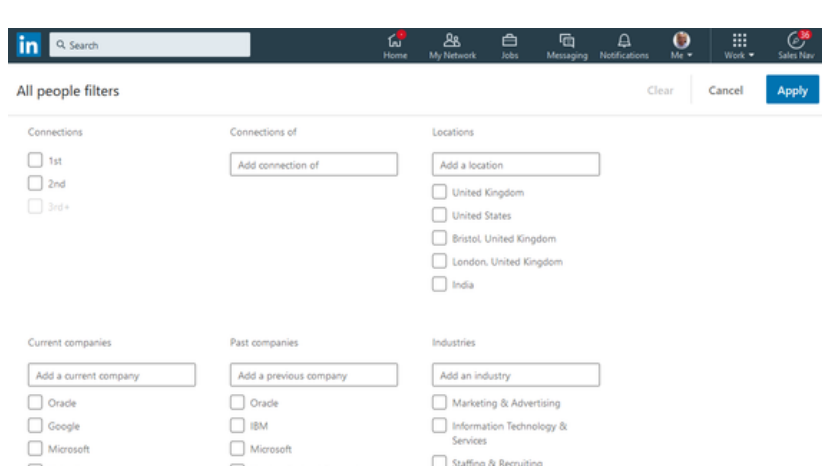 in
Search
Home
My Network
Jobs
Messaging
Notifications
Me
Work
36
Sales Nav
All people filters
Clear
Cancel
Apply
Connections
1st
2nd
3rd+
Connections of
Add connection of
Locations
Add a location
United Kingdom
United States
Bristol, United Kingdom
London, United Kingdom
India
Current companies
Add a current company
Oracle
Google
Microsoft
Past companies
Add a previous company
Oracle
IBM
Microsoft
Industries
Add an industry
Marketing & Advertising
Information Technology &
Services
Staffing & Recruiting